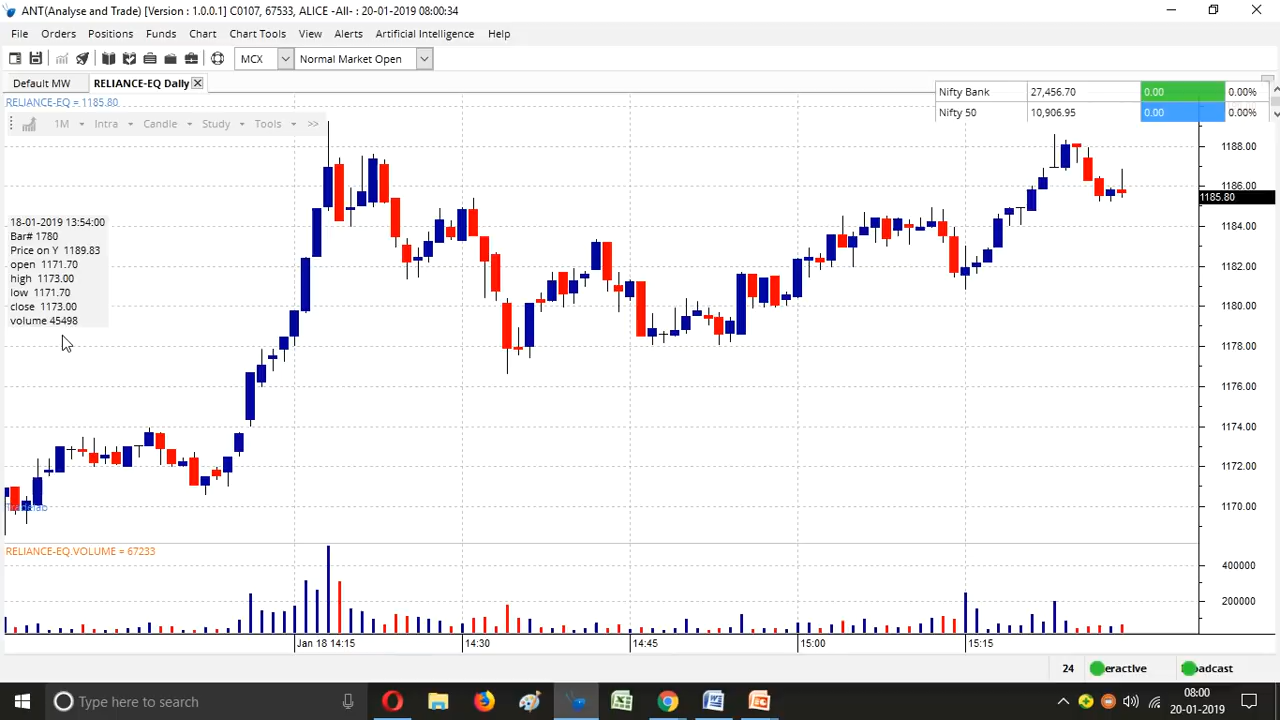 ANT(Analyse and Trade) [Version : 1.0.0.1] C0107, 67533, ALICE -All- : 20-01-2019 08:00:34
File Orders Positions Funds Chart Chart Tools View Alerts Artificial Intelligence Help
MCX Normal Market Open
Default MW RELIANCE-EQ Daily
RELIANCE-EQ = 1185.80
Nifty Bank 27,456.70 0.00 0.00%
Nifty 50 10,906.95 0.00 0.00%
1M Intra Candle Study Tools >>
1188.00
1186.00
1185.80
1184.00
1182.00
1180.00
1178.00
1176.00
1174.00
1172.00
1170.00
18-01-2019 13:54:00
Bar# 1780
Price on Y 1189.83
open 1171.70
high 1173.00
low 1171.70
close 1173.00
volume 45498
RELIANCE-EQ.VOLUME = 67233
400000
200000
Jan 18 14:15 14:30 14:45 15:00 15:15
24 eractive oadcast
Type here to search
08:00
20-01-2019